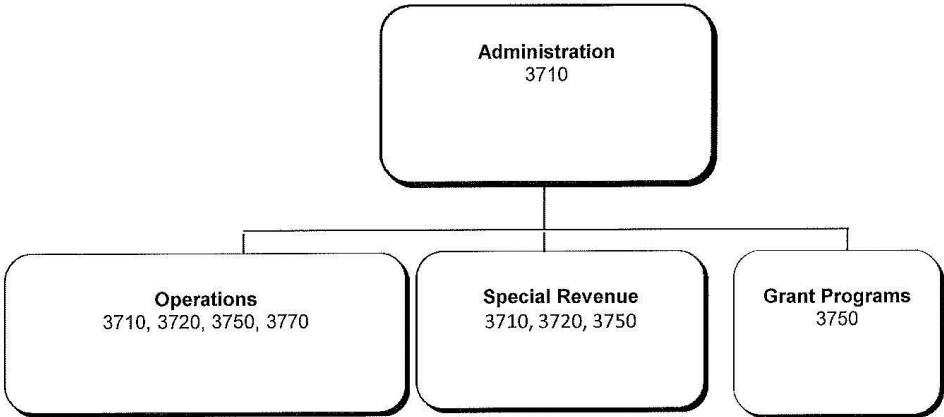 Administration
3710
Operations
3710, 3720, 3750, 3770
Special Revenue
3710, 3720, 3750
Grant Programs
3750